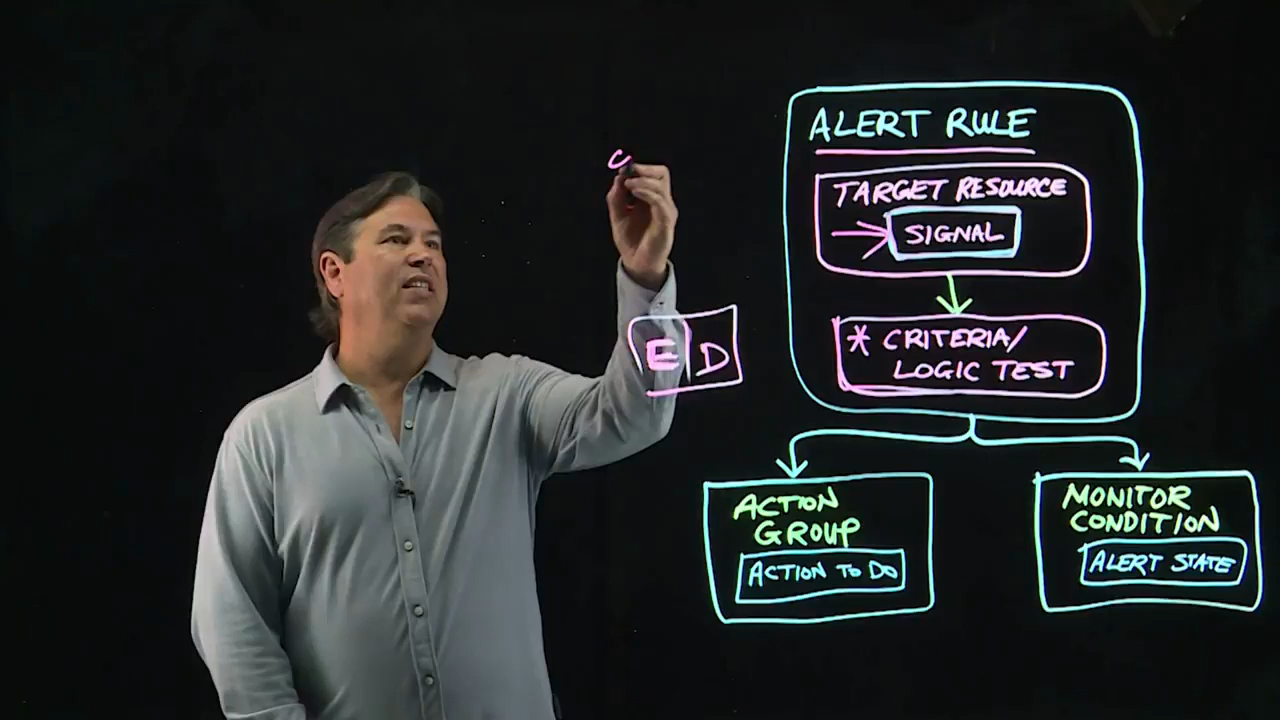 ALERT RULE
TARGET RESOURCE
SIGNAL
* CRITERIA/
LOGIC TEST
E D
ACTION
GROUP
ACTION TO DO
MONITOR
CONDITION
ALERT STATE